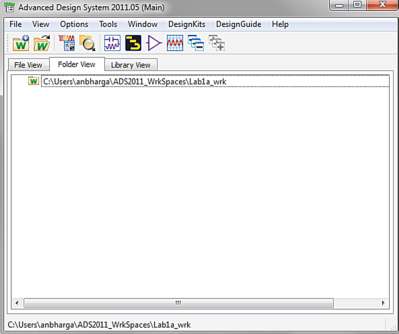 Advanced Design System 2011.05 (Main)
File View Options Tools Window DesignKits DesignGuide Help
File View Folder View Library View
C:\Users\anbharga\ADS2011_WrkSpaces\Lab1a_wrk
C:\Users\anbharga\ADS2011_WrkSpaces\Lab1a_wrk